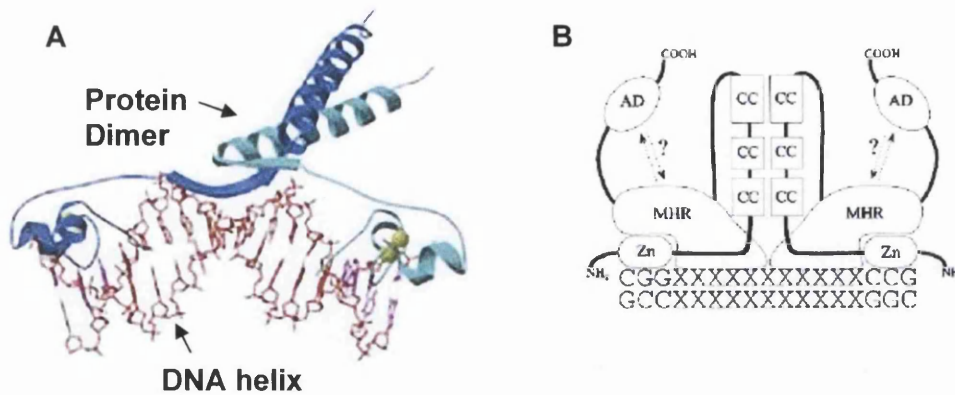 A
Protein
Dimer
DNA helix
B
COOH
COOH
AD
AD
?
?
CC CC
CC CC
CC CC
MHR
MHR
Zn
Zn
CGGXXXXXXXXXXXCCG
GCCXXXXXXXXXXXGGC